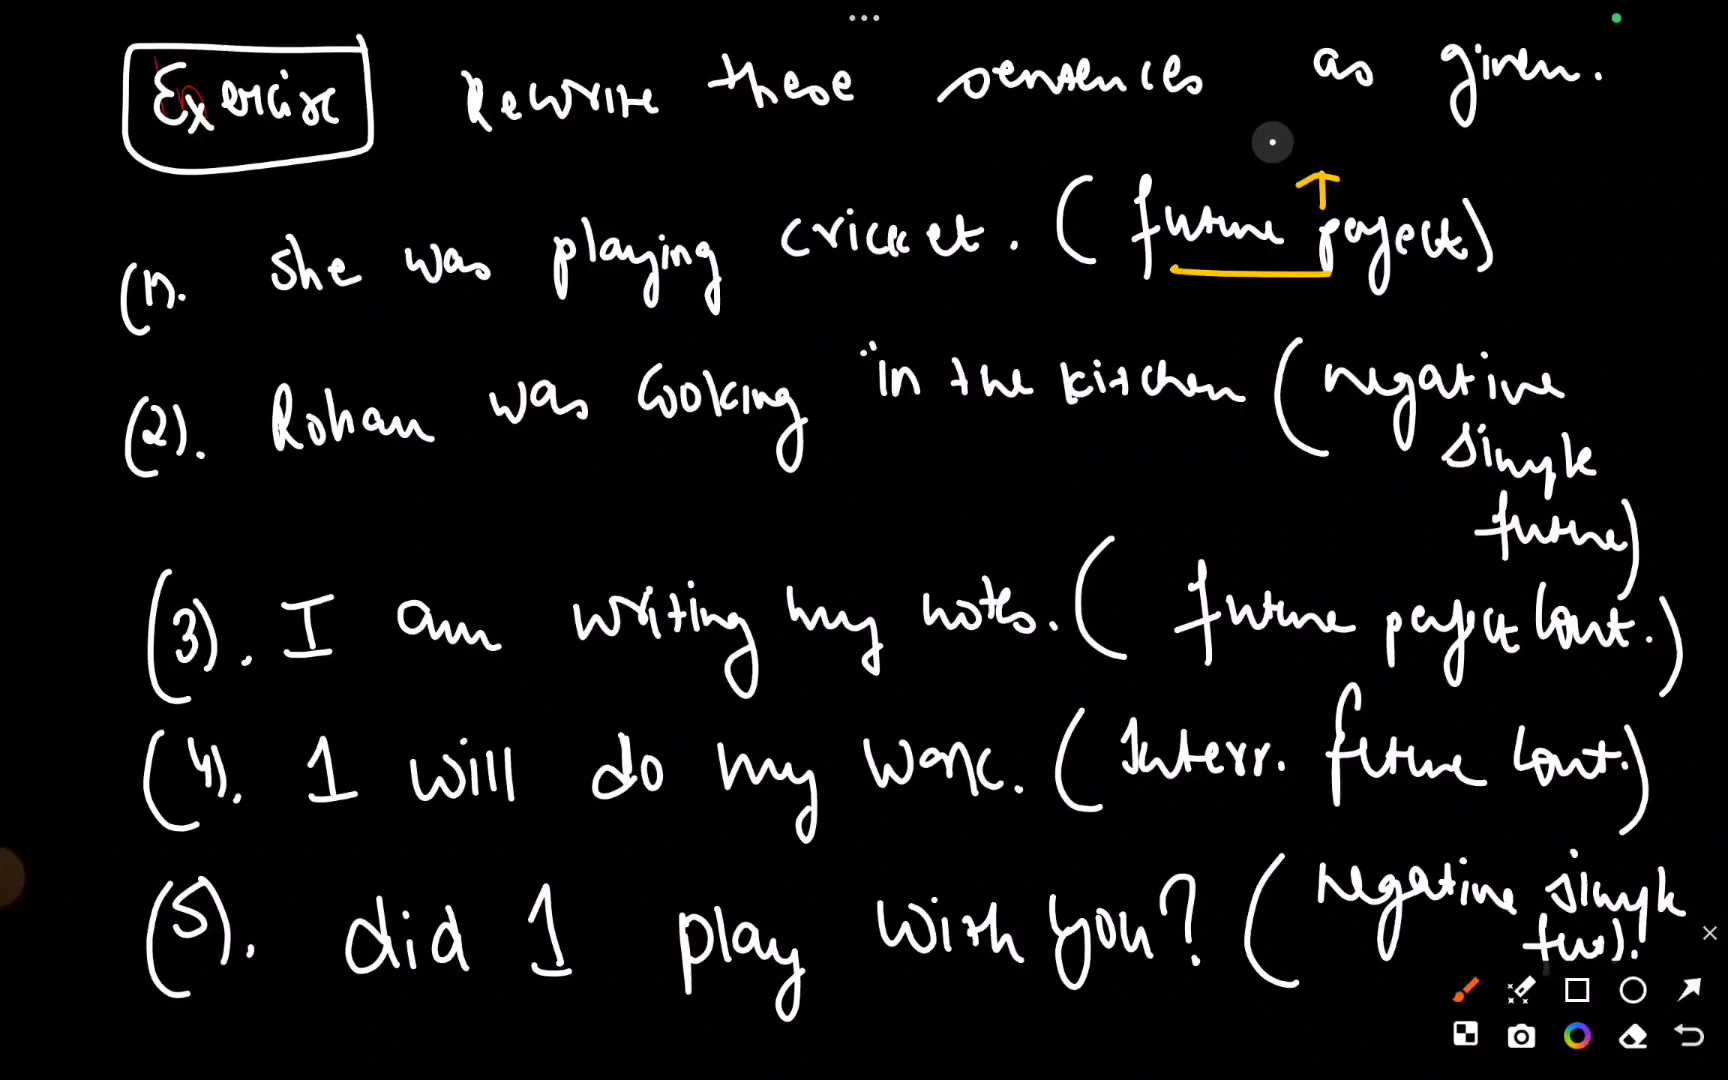 Exercise Rewrite these sentences as given.
(1). She was playing cricket. (future perfect)
(2). Rohan was cooking in the kitchen (negative
simple
future)
(3). I am writing my notes. (future perfect cont.)
(4). I will do my work. (Interr. future cont.)
(5). did I play with you? (negative simple
fut.)